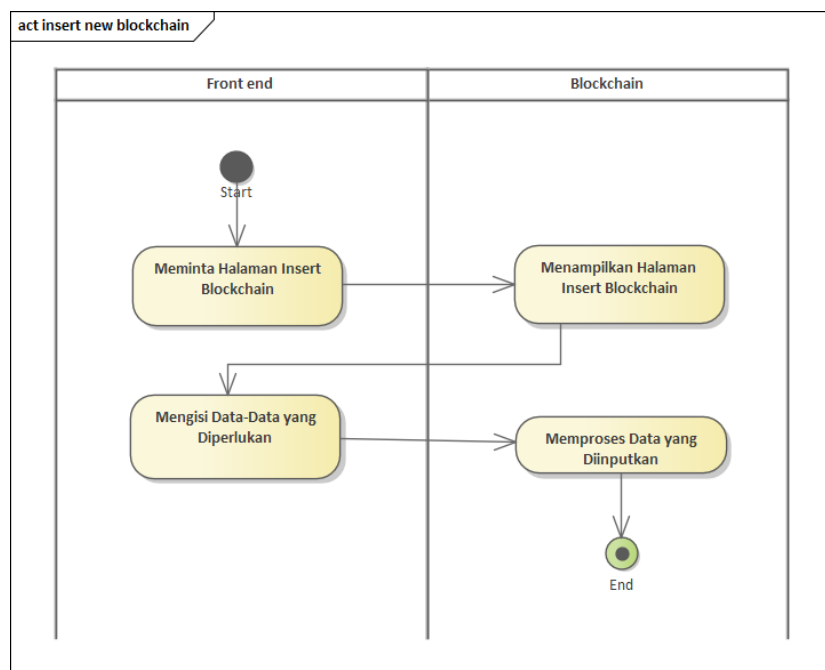 act insert new blockchain
Front end
Blockchain
Start
Meminta Halaman Insert
Blockchain
Menampilkan Halaman
Insert Blockchain
Mengisi Data-Data yang
Diperlukan
Memproses Data yang
Diinputkan
End